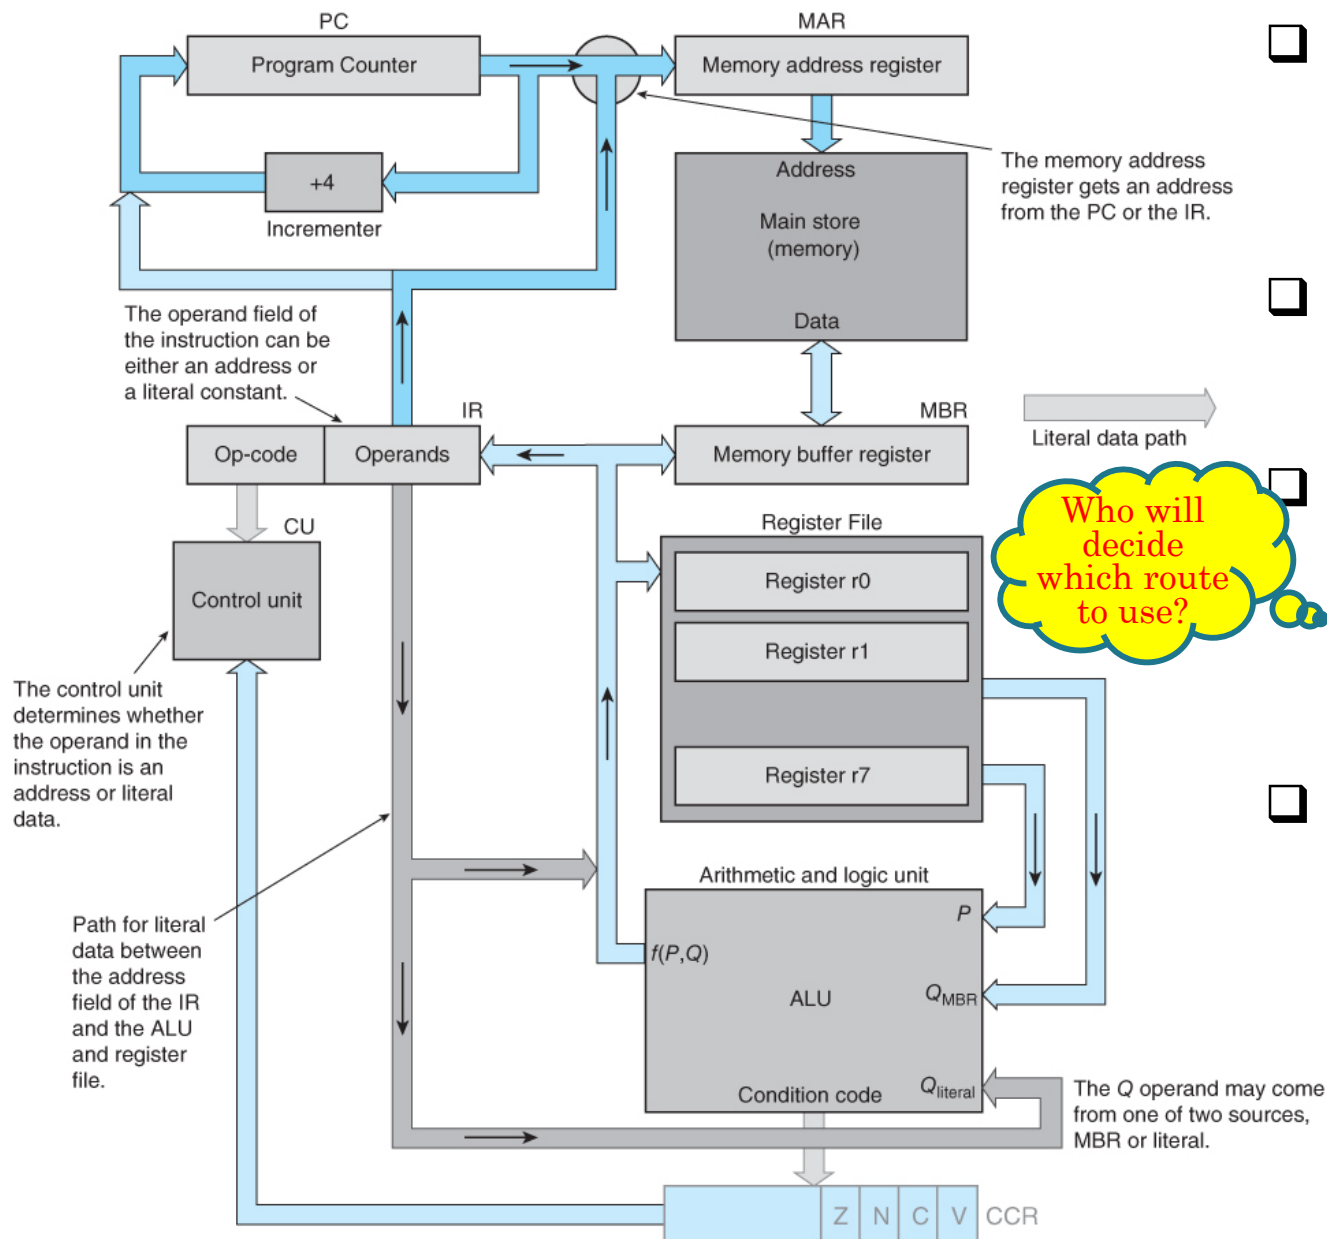 PC
MAR
Program Counter
Memory address register
+4
Incrementer
Address
Main store
(memory)
Data
The memory address
register gets an address
from the PC or the IR.
The operand field of
the instruction can be
either an address or
a literal constant.
IR
MBR
Op-code
Operands
Memory buffer register
Literal data path
CU
Control unit
Register File
Register r0
Register r1
Register r7
Who will
decide
which route
to use?
The control unit
determines whether
the operand in the
instruction is an
address or literal
data.
Path for literal
data between
the address
field of the IR
and the ALU
and register
file.
Arithmetic and logic unit
P
f(P,Q)
ALU
QMBR
Qliteral
Condition code
The Q operand may come
from one of two sources,
MBR or literal.
Z N C V CCR